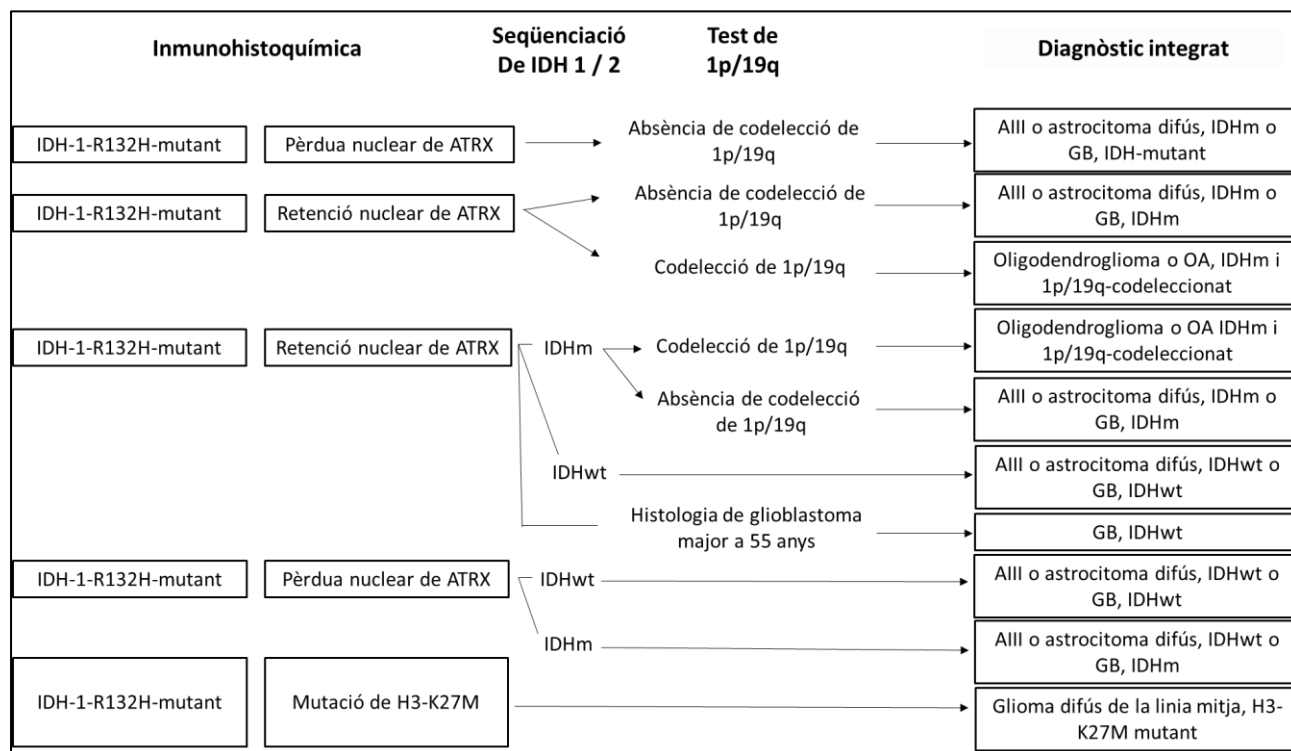 Inmunohistoquímica
Seqüenciació
De IDH 1 / 2
Test de
1p/19q
Diagnòstic integrat
IDH-1-R132H-mutant
Pèrdua nuclear de ATRX
Absència de codelecció de
1p/19q
AIII o astrocitoma difús, IDHm o
GB, IDH-mutant
IDH-1-R132H-mutant
Retenció nuclear de ATRX
Absència de codelecció de
1p/19q
AIII o astrocitoma difús, IDHm o
GB, IDHm
Codelecció de 1p/19q
Oligodendroglioma o OA, IDHm i
1p/19q-codeleccionat
IDH-1-R132H-mutant
Retenció nuclear de ATRX
IDHm
Codelecció de 1p/19q
Oligodendroglioma o OA IDHm i
1p/19q-codeleccionat
Absència de codelecció
de 1p/19q
AIII o astrocitoma difús, IDHm o
GB, IDHm
IDHwt
AIII o astrocitoma difús, IDHwt o
GB, IDHwt
Histologia de glioblastoma
major a 55 anys
GB, IDHwt
IDH-1-R132H-mutant
Pèrdua nuclear de ATRX
IDHwt
AIII o astrocitoma difús, IDHwt o
GB, IDHwt
IDHm
AIII o astrocitoma difús, IDHwt o
GB, IDHm
IDH-1-R132H-mutant
Mutació de H3-K27M
Glioma difús de la linia mitja, H3-
K27M mutant